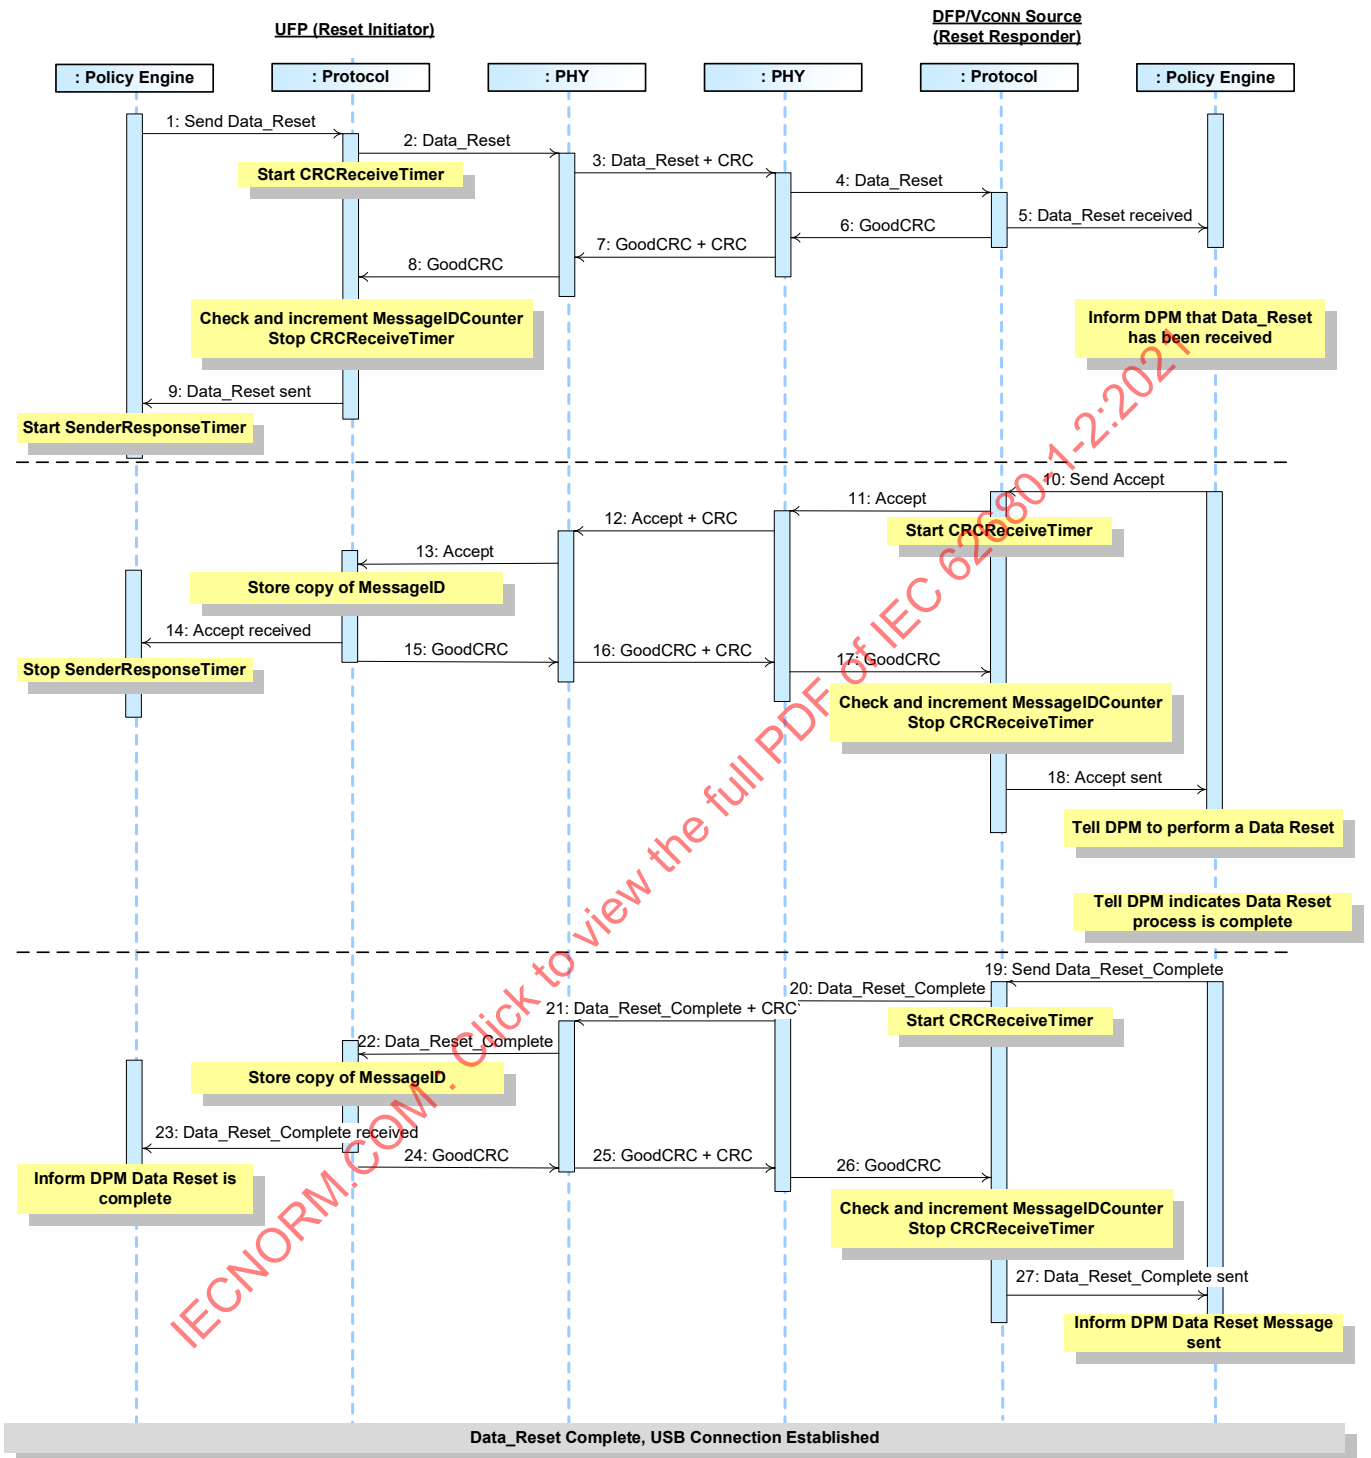 UFP (Reset Initiator)
DFP/VCONN Source
(Reset Responder)
: Policy Engine
: Protocol
: PHY
: PHY
: Protocol
: Policy Engine
1: Send Data_Reset
2: Data_Reset
Start CRCReceiveTimer
3: Data_Reset + CRC
4: Data_Reset
5: Data_Reset received
6: GoodCRC
7: GoodCRC + CRC
8: GoodCRC
Check and increment MessageIDCounter
Stop CRCReceiveTimer
Inform DPM that Data_Reset
has been received
9: Data_Reset sent
Start SenderResponseTimer
10: Send Accept
11: Accept
Start CRCReceiveTimer
12: Accept + CRC
13: Accept
Store copy of MessageID
14: Accept received
Stop SenderResponseTimer
15: GoodCRC
16: GoodCRC + CRC
17: GoodCRC
Check and increment MessageIDCounter
Stop CRCReceiveTimer
18: Accept sent
Tell DPM to perform a Data Reset
Tell DPM indicates Data Reset
process is complete
19: Send Data_Reset_Complete
20: Data_Reset_Complete
Start CRCReceiveTimer
21: Data_Reset_Complete + CRC
22: Data_Reset_Complete
Store copy of MessageID
23: Data_Reset_Complete received
Inform DPM Data Reset is
complete
24: GoodCRC
25: GoodCRC + CRC
26: GoodCRC
Check and increment MessageIDCounter
Stop CRCReceiveTimer
27: Data_Reset_Complete sent
Inform DPM Data Reset Message
sent
Data_Reset Complete, USB Connection Established
IECNORM.COM : Click to view the full PDF of IEC 62680-1-2:2021